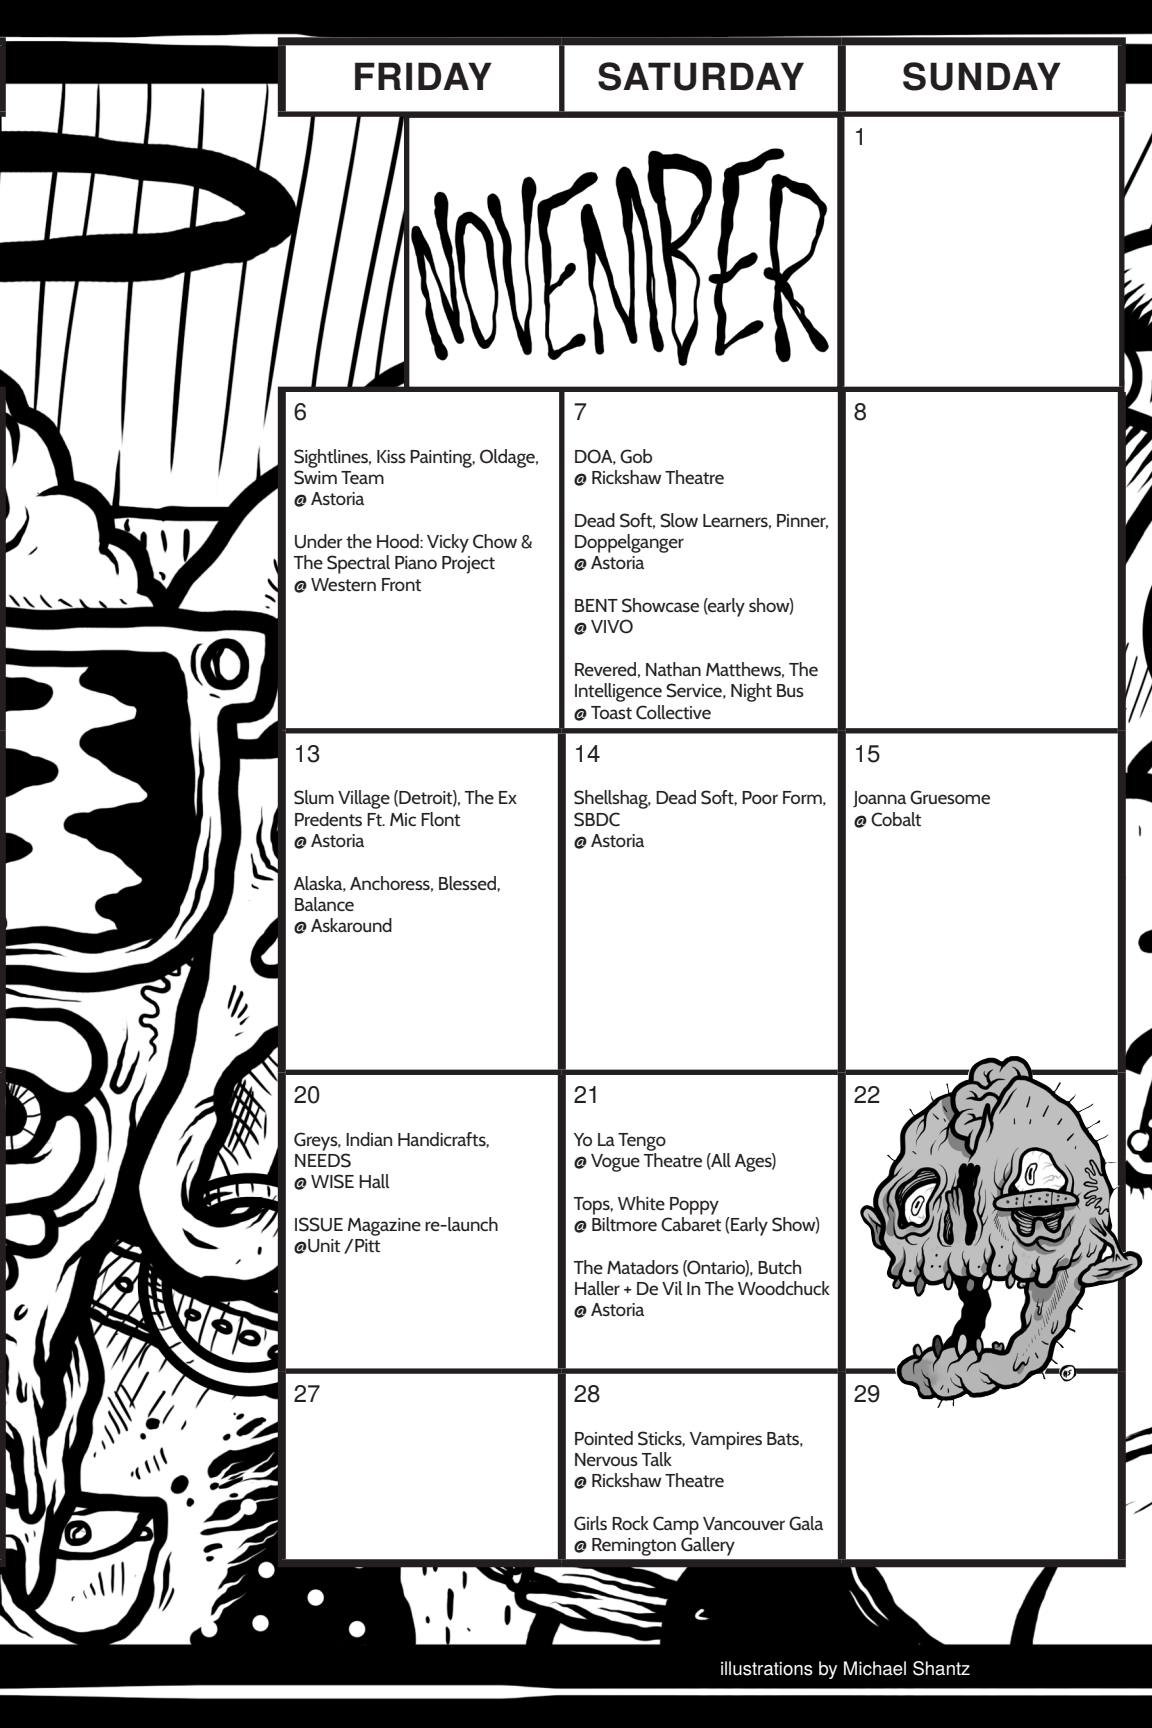 FRIDAY
SATURDAY
SUNDAY
NOVEMBER
1
6
Sightlines, Kiss Painting, Oldage,
Swim Team
@ Astoria
Under the Hood: Vicky Chow &
The Spectral Piano Project
@ Western Front
7
DOA, Gob
@ Rickshaw Theatre
Dead Soft, Slow Learners, Pinner,
Doppelganger
@ Astoria
BENT Showcase (early show)
@ VIVO
Revered, Nathan Matthews, The
Intelligence Service, Night Bus
@ Toast Collective
8
13
Slum Village (Detroit), The Ex
Predents Ft. Mic Flont
@ Astoria
Alaska, Anchoress, Blessed,
Balance
@ Askaround
14
Shellshag, Dead Soft, Poor Form,
SBDC
@ Astoria
15
Joanna Gruesome
@ Cobalt
20
Greys, Indian Handicrafts,
NEEDS
@ WISE Hall
ISSUE Magazine re-launch
@Unit /Pitt
21
Yo La Tengo
@ Vogue Theatre (All Ages)
Tops, White Poppy
@ Biltmore Cabaret (Early Show)
The Matadors (Ontario), Butch
Haller + De Vil In The Woodchuck
@ Astoria
22
27
28
Pointed Sticks, Vampires Bats,
Nervous Talk
@ Rickshaw Theatre
Girls Rock Camp Vancouver Gala
@ Remington Gallery
29
illustrations by Michael Shantz